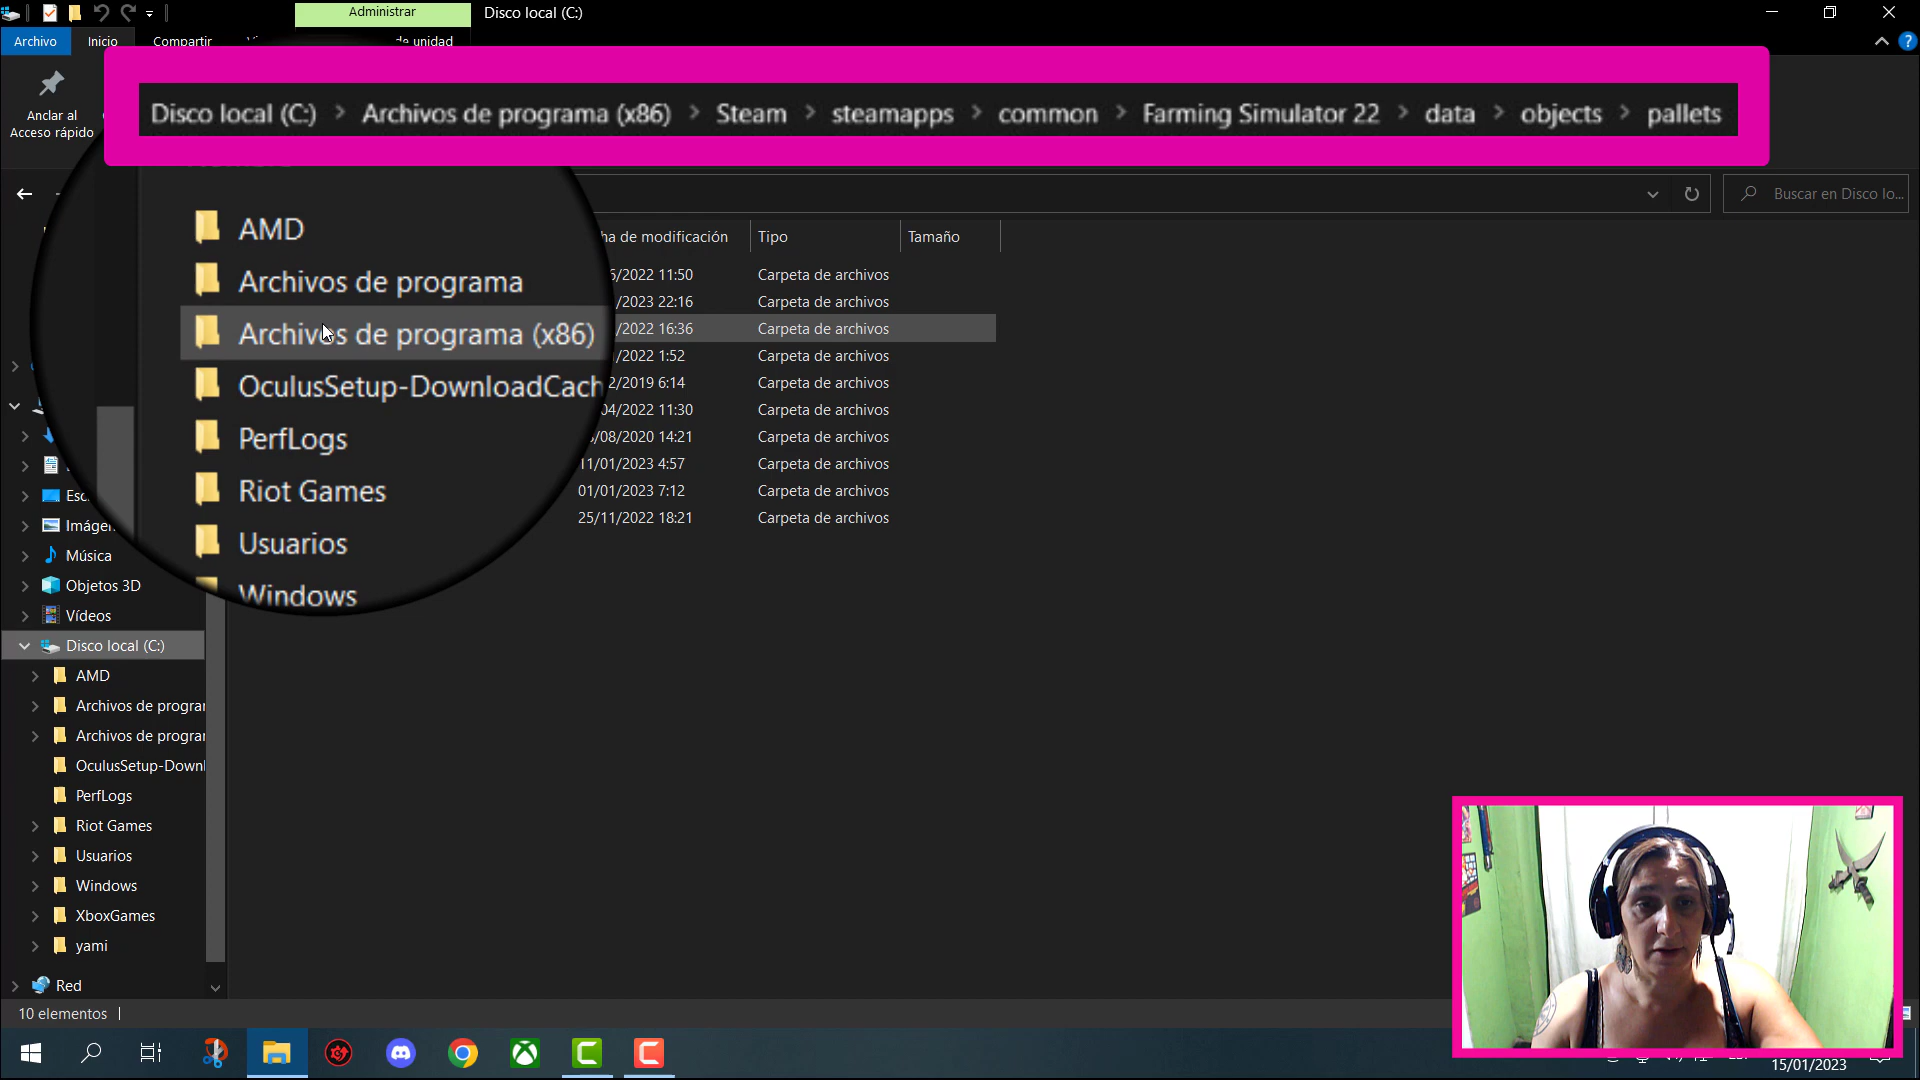 Administrar
Disco local (C:)
Archivo
Inicio
Compartir
de unidad
Anclar al
Acceso rápido
Disco local (C:) > Archivos de programa (x86) > Steam > steamapps > common > Farming Simulator 22 > data > objects > pallets
Buscar en Disco lo...
ha de modificación
Tipo
Tamaño
AMD
Archivos de programa
Archivos de programa (x86)
OculusSetup-DownloadCach
PerfLogs
Riot Games
Usuarios
Windows
/2022 11:50
Carpeta de archivos
/2023 22:16
Carpeta de archivos
/2022 16:36
Carpeta de archivos
/2022 1:52
Carpeta de archivos
2/2019 6:14
Carpeta de archivos
04/2022 11:30
Carpeta de archivos
/08/2020 14:21
Carpeta de archivos
11/01/2023 4:57
Carpeta de archivos
01/01/2023 7:12
Carpeta de archivos
25/11/2022 18:21
Carpeta de archivos
Esc
Imágen
Música
Objetos 3D
Vídeos
Disco local (C:)
AMD
Archivos de progra
Archivos de progra
OculusSetup-Downl
PerfLogs
Riot Games
Usuarios
Windows
XboxGames
yami
Red
10 elementos
15/01/2023